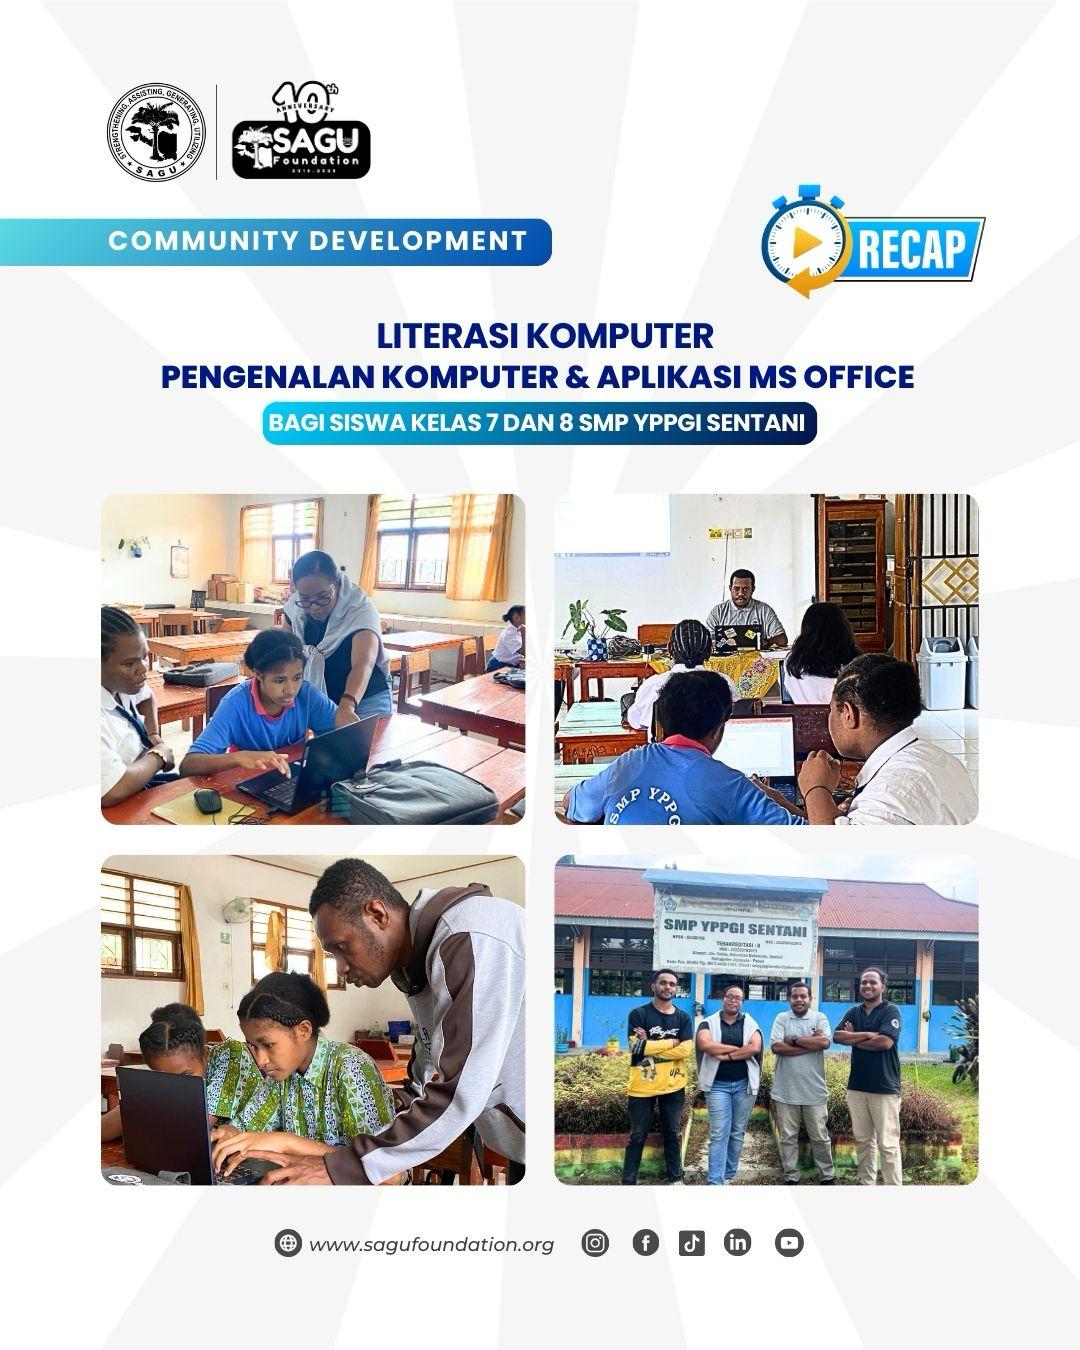 STRENGTHENING, ASSISTING, GENERATING, UTILIZING
SAGU
10th
ANNIVERSARY
SAGU
Foundation
COMMUNITY DEVELOPMENT
RECAP
LITERASI KOMPUTER
PENGENALAN KOMPUTER & APLIKASI MS OFFICE
BAGI SISWA KELAS 7 DAN 8 SMP YPPGI SENTANI
SMP YPPG
SMP YPPGI SENTANI
TERAKREDITASI : B
www.sagufoundation.org